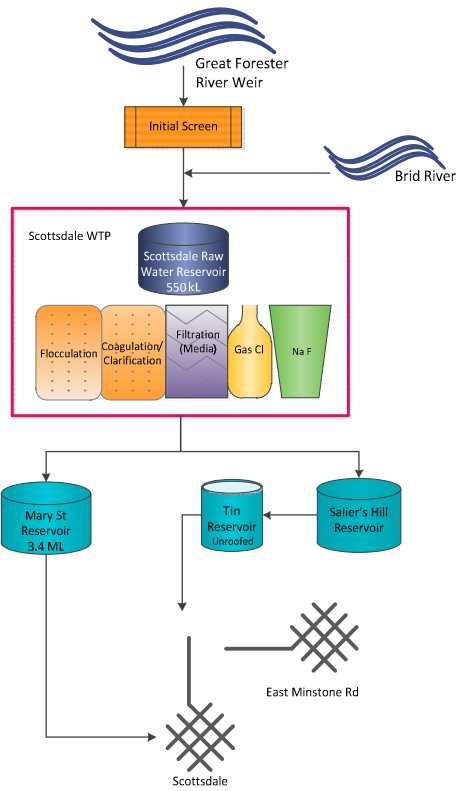 Great Forester
River Weir
Initial Screen
Brid River
Scottsdale WTP
Scottsdale Raw
Water Reservoir
550 kL
Flocculation
Coagulation/
Clarification
Filtration
(Media)
Gas Cl
Na F
Mary St
Reservoir
3.4 ML
Tin
Reservoir
Unroofed
Salier's Hill
Reservoir
East Minstone Rd
Scottsdale